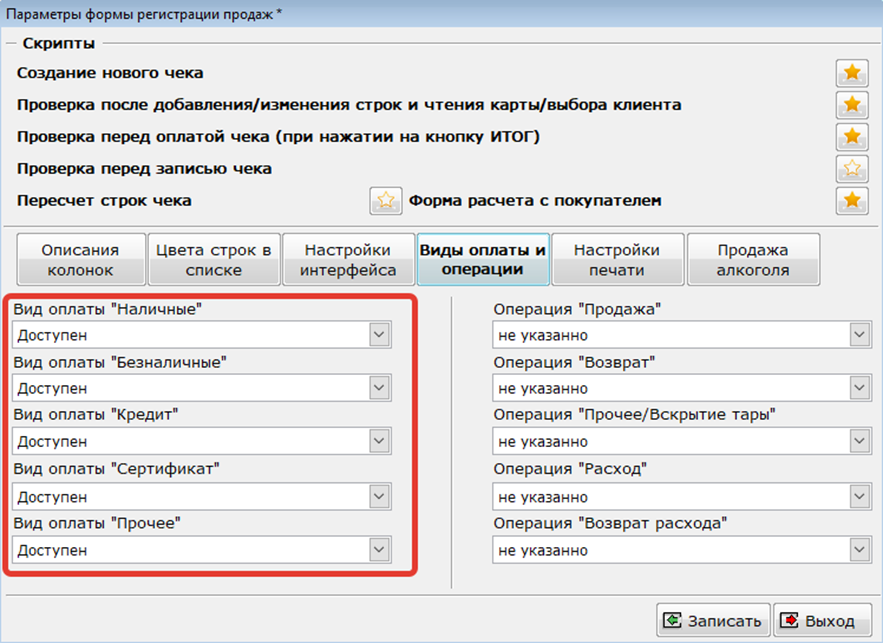 Параметры формы регистрации продаж *
Скрипты
Создание нового чека
Проверка после добавления/изменения строк и чтения карты/выбора клиента
Проверка перед оплатой чека (при нажатии на кнопку ИТОГ)
Проверка перед записью чека
Пересчет строк чека
Форма расчета с покупателем
Описания колонок
Цвета строк в списке
Настройки интерфейса
Виды оплаты и операции
Настройки печати
Продажа алкоголя
Вид оплаты "Наличные"
Доступен
Вид оплаты "Безналичные"
Доступен
Вид оплаты "Кредит"
Доступен
Вид оплаты "Сертификат"
Доступен
Вид оплаты "Прочее"
Доступен
Операция "Продажа"
не указанно
Операция "Возврат"
не указанно
Операция "Прочее/Вскрытие тары"
не указанно
Операция "Расход"
не указанно
Операция "Возврат расхода"
не указанно
Записать
Выход